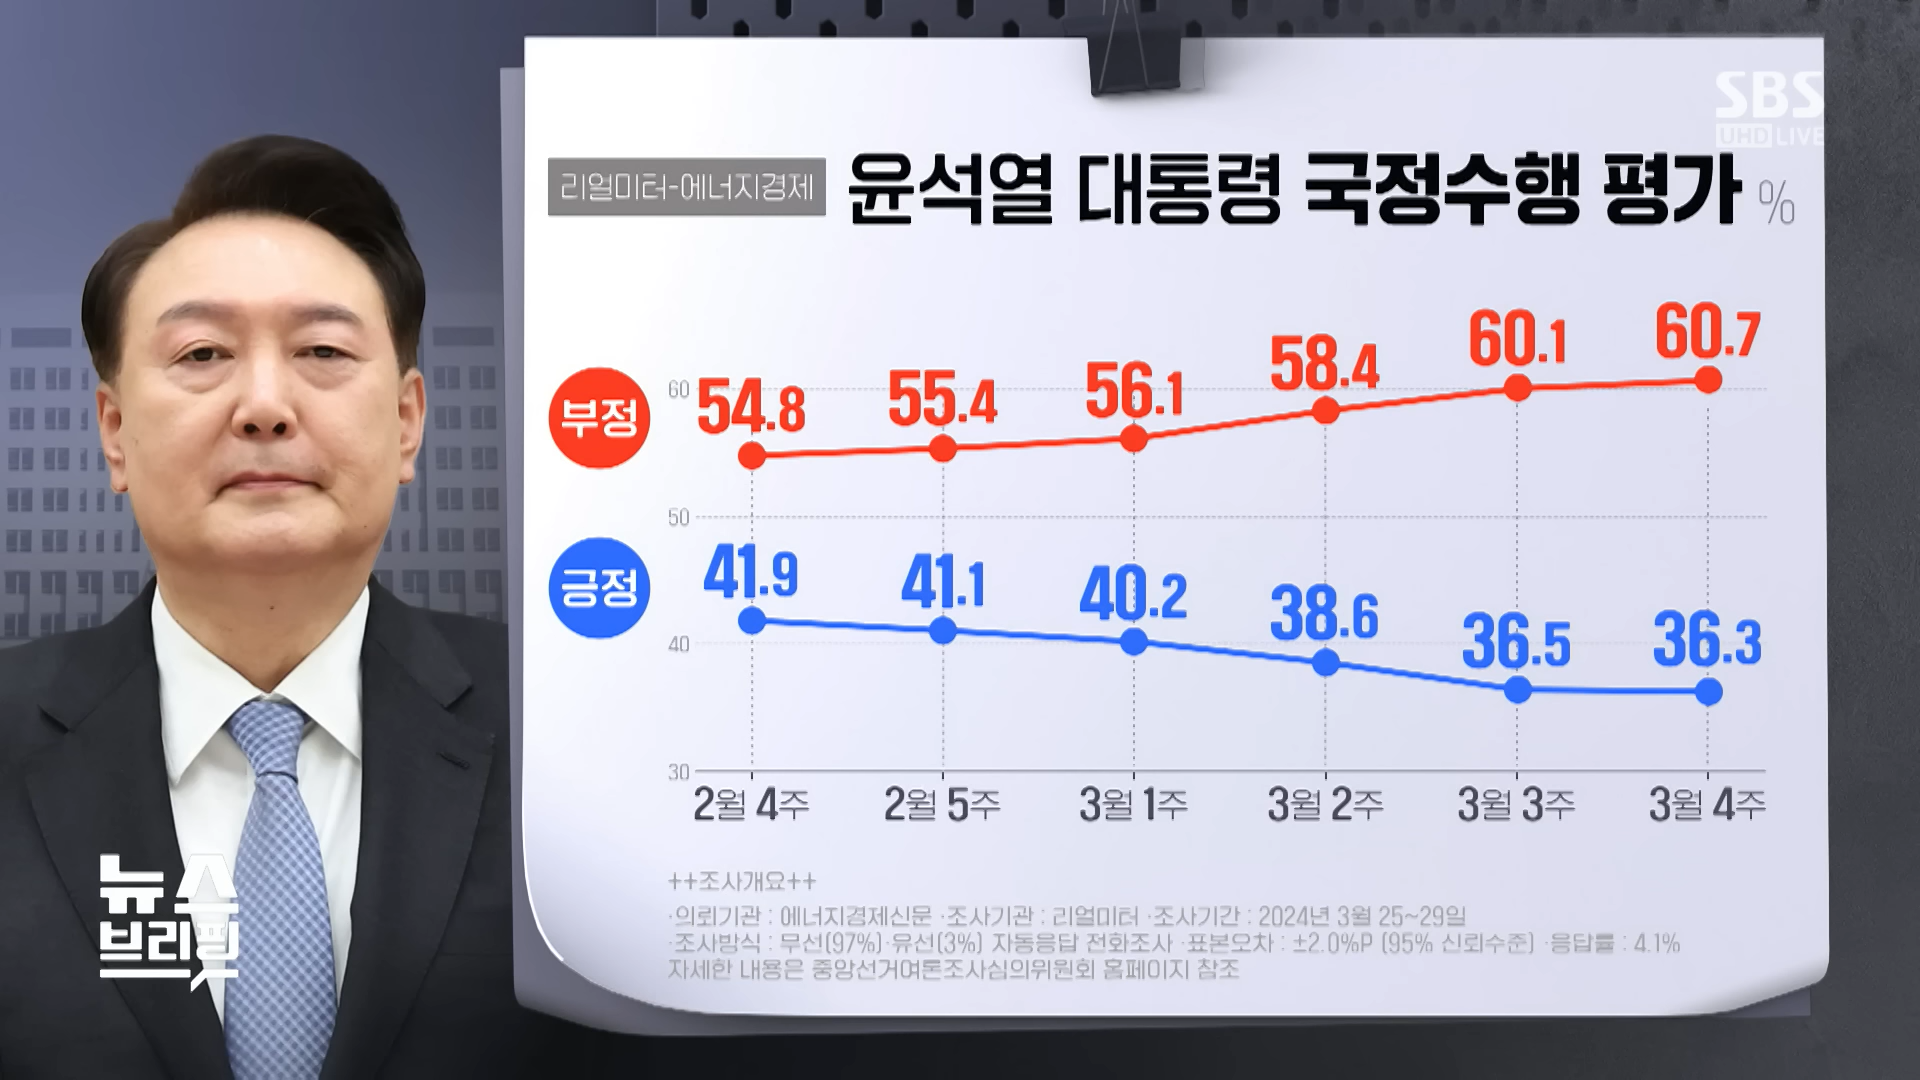 SBS
UHD LIVE
리얼미터-에너지경제 윤석열 대통령 국정수행 평가 %
60
부정 54.8 55.4 56.1 58.4 60.1 60.7
50
긍정 41.9 41.1 40.2 38.6 36.5 36.3
40
30
2월 4주 2월 5주 3월 1주 3월 2주 3월 3주 3월 4주
++조사개요++
·의뢰기관 : 에너지경제신문 ·조사기관 : 리얼미터 ·조사기간 : 2024년 3월 25~29일
·조사방식 : 무선(97%)·유선(3%) 자동응답 전화조사 ·표본오차 : ±2.0%P (95% 신뢰수준) ·응답률 : 4.1%
자세한 내용은 중앙선거여론조사심의위원회 홈페이지 참조
뉴스
브리핑